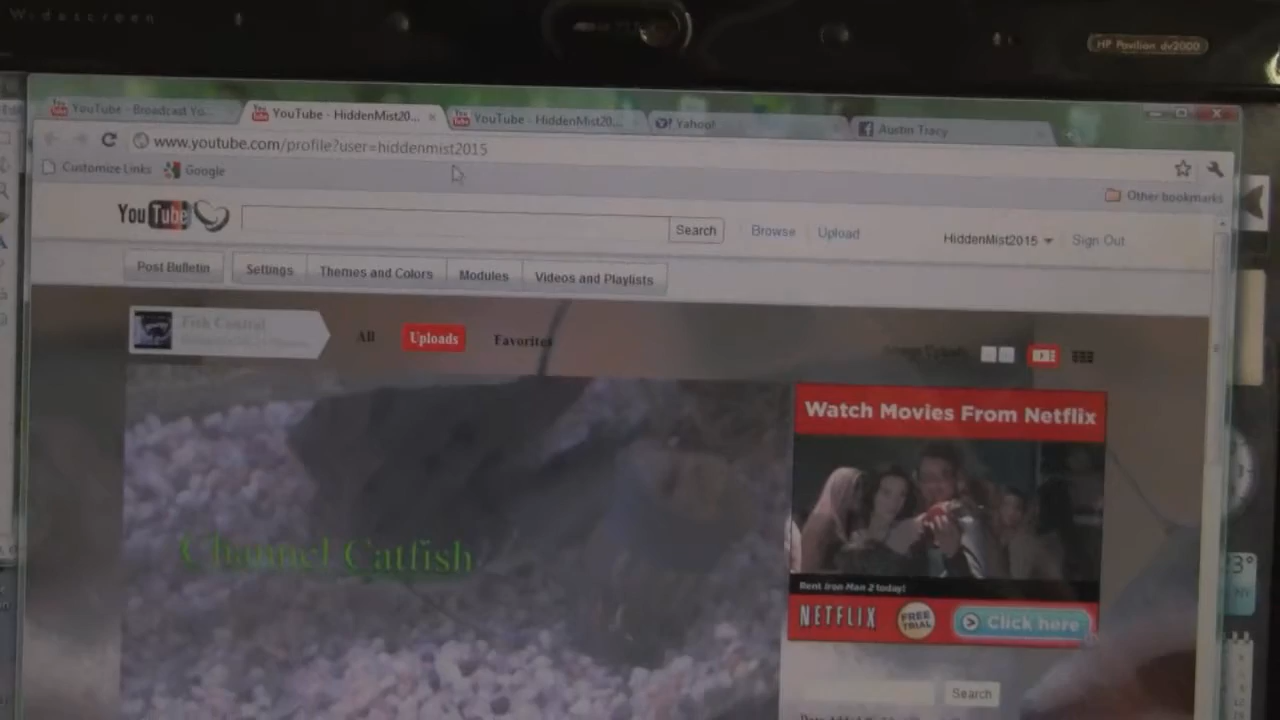 Widescreen
HP Pavilion dv2000
YouTube - Broadcast Yo...
YouTube - HiddenMist20...
YouTube - HiddenMist20...
Yahoo!
Austin Tracy
www.youtube.com/profile?user=hiddenmist2015
Customize Links
Google
Other bookmarks
YouTube
Search
Browse
Upload
HiddenMist2015
Sign Out
Post Bulletin
Settings
Themes and Colors
Modules
Videos and Playlists
Fish Central
All
Uploads
Favorites
Watch Movies From Netflix
Channel Catfish
Rent Iron Man 2 today!
NETFLIX
FREE TRIAL
Click here
Search